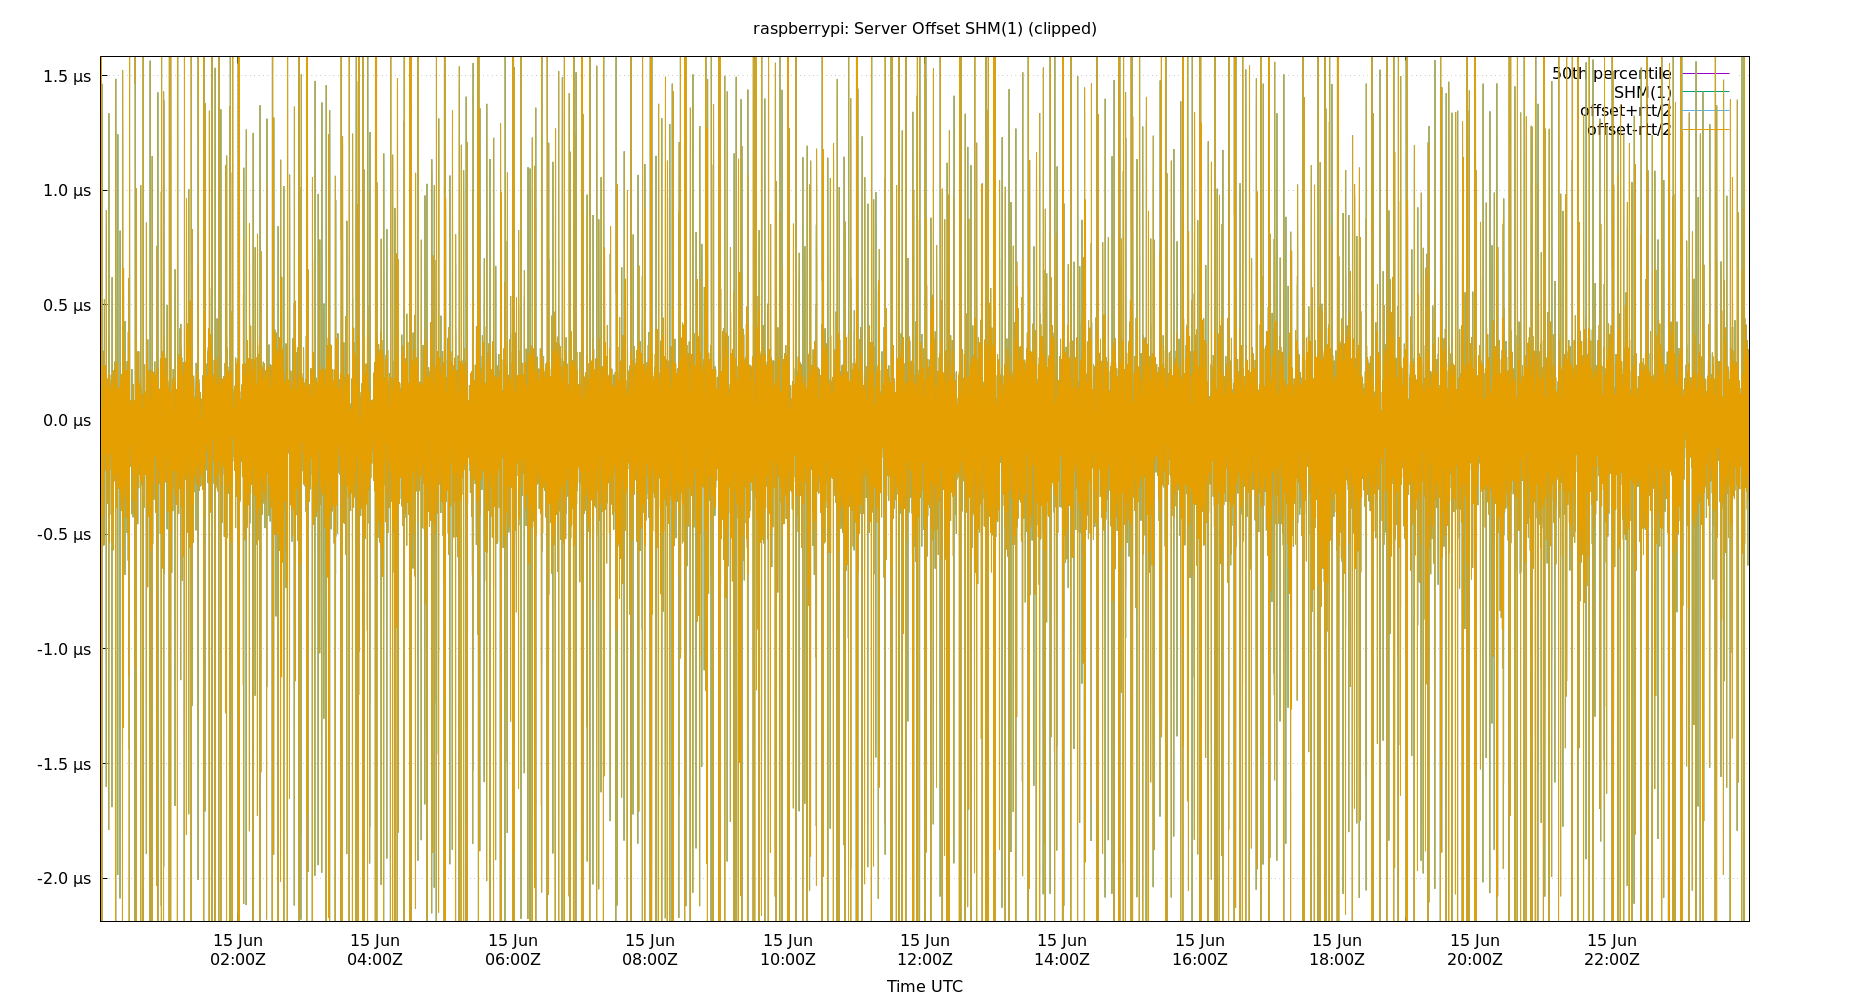 raspberrypi: Server Offset SHM(1) (clipped)
1.5 µs
1.0 µs
0.5 µs
0.0 µs
-0.5 µs
-1.0 µs
-1.5 µs
-2.0 µs
50th percentile
SHM(1)
offset+rtt/2
offset-rtt/2
15 Jun 15 Jun 15 Jun 15 Jun 15 Jun 15 Jun 15 Jun 15 Jun 15 Jun 15 Jun 15 Jun
02:00Z 04:00Z 06:00Z 08:00Z 10:00Z 12:00Z 14:00Z 16:00Z 18:00Z 20:00Z 22:00Z
Time UTC